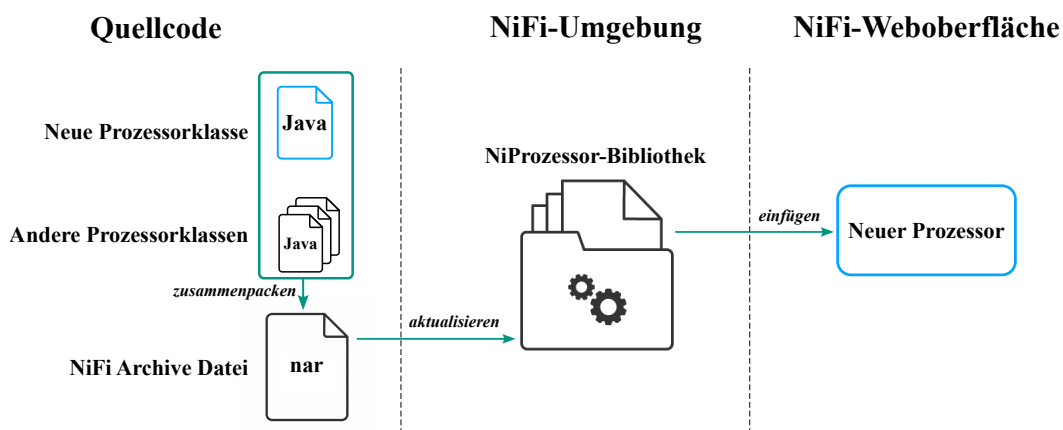 Quellcode
NiFi-Umgebung
NiFi-Weboberfläche
Neue Prozessorklasse
Java
NiProzessor-Bibliothek
Andere Prozessorklassen
Java
einfügen
Neuer Prozessor
zusammenpacken
aktualisieren
NiFi Archive Datei
nar